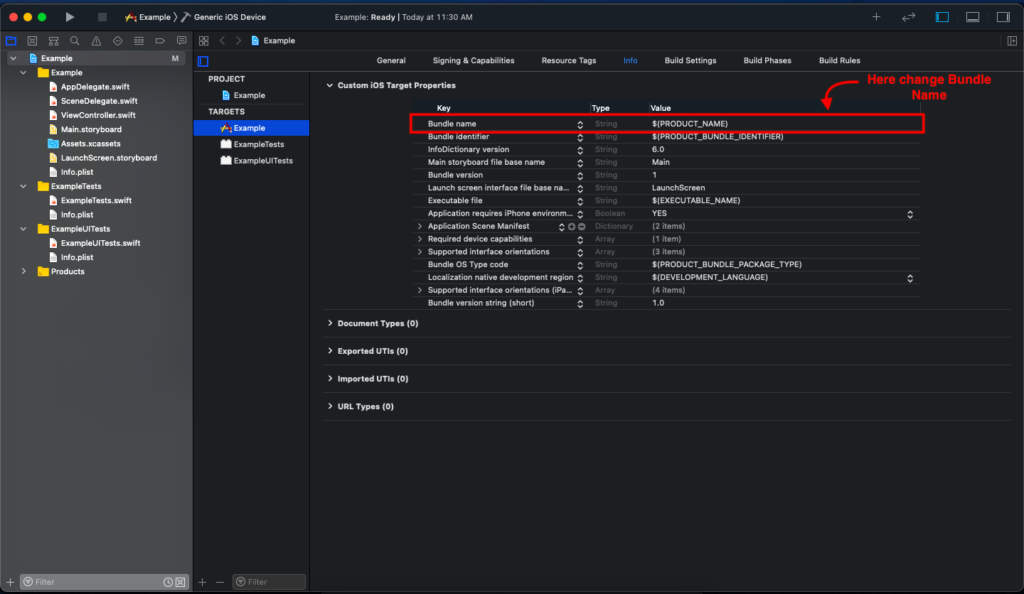 Example
Generic iOS Device
Example: Ready | Today at 11:30 AM
Example
Example M
Example
AppDelegate.swift
SceneDelegate.swift
ViewController.swift
Main.storyboard
Assets.xcassets
LaunchScreen.storyboard
Info.plist
ExampleTests
ExampleTests.swift
Info.plist
ExampleUITests
ExampleUITests.swift
Info.plist
Products
Filter
PROJECT
Example
TARGETS
Example
ExampleTests
ExampleUITests
Filter
General Signing & Capabilities Resource Tags Info Build Settings Build Phases Build Rules
Custom iOS Target Properties
Here change Bundle
Name
Key Type Value
Bundle name String $(PRODUCT_NAME)
Bundle identifier String $(PRODUCT_BUNDLE_IDENTIFIER)
InfoDictionary version String 6.0
Main storyboard file base name String Main
Bundle version String 1
Launch screen interface file base na... String LaunchScreen
Executable file String $(EXECUTABLE_NAME)
Application requires iPhone environm... Boolean YES
Application Scene Manifest Dictionary (2 items)
Required device capabilities Array (1 item)
Supported interface orientations Array (3 items)
Bundle OS Type code String $(PRODUCT_BUNDLE_PACKAGE_TYPE)
Localization native development region String $(DEVELOPMENT_LANGUAGE)
Supported interface orientations (iPa... Array (4 items)
Bundle version string (short) String 1.0
Document Types (0)
Exported UTIs (0)
Imported UTIs (0)
URL Types (0)